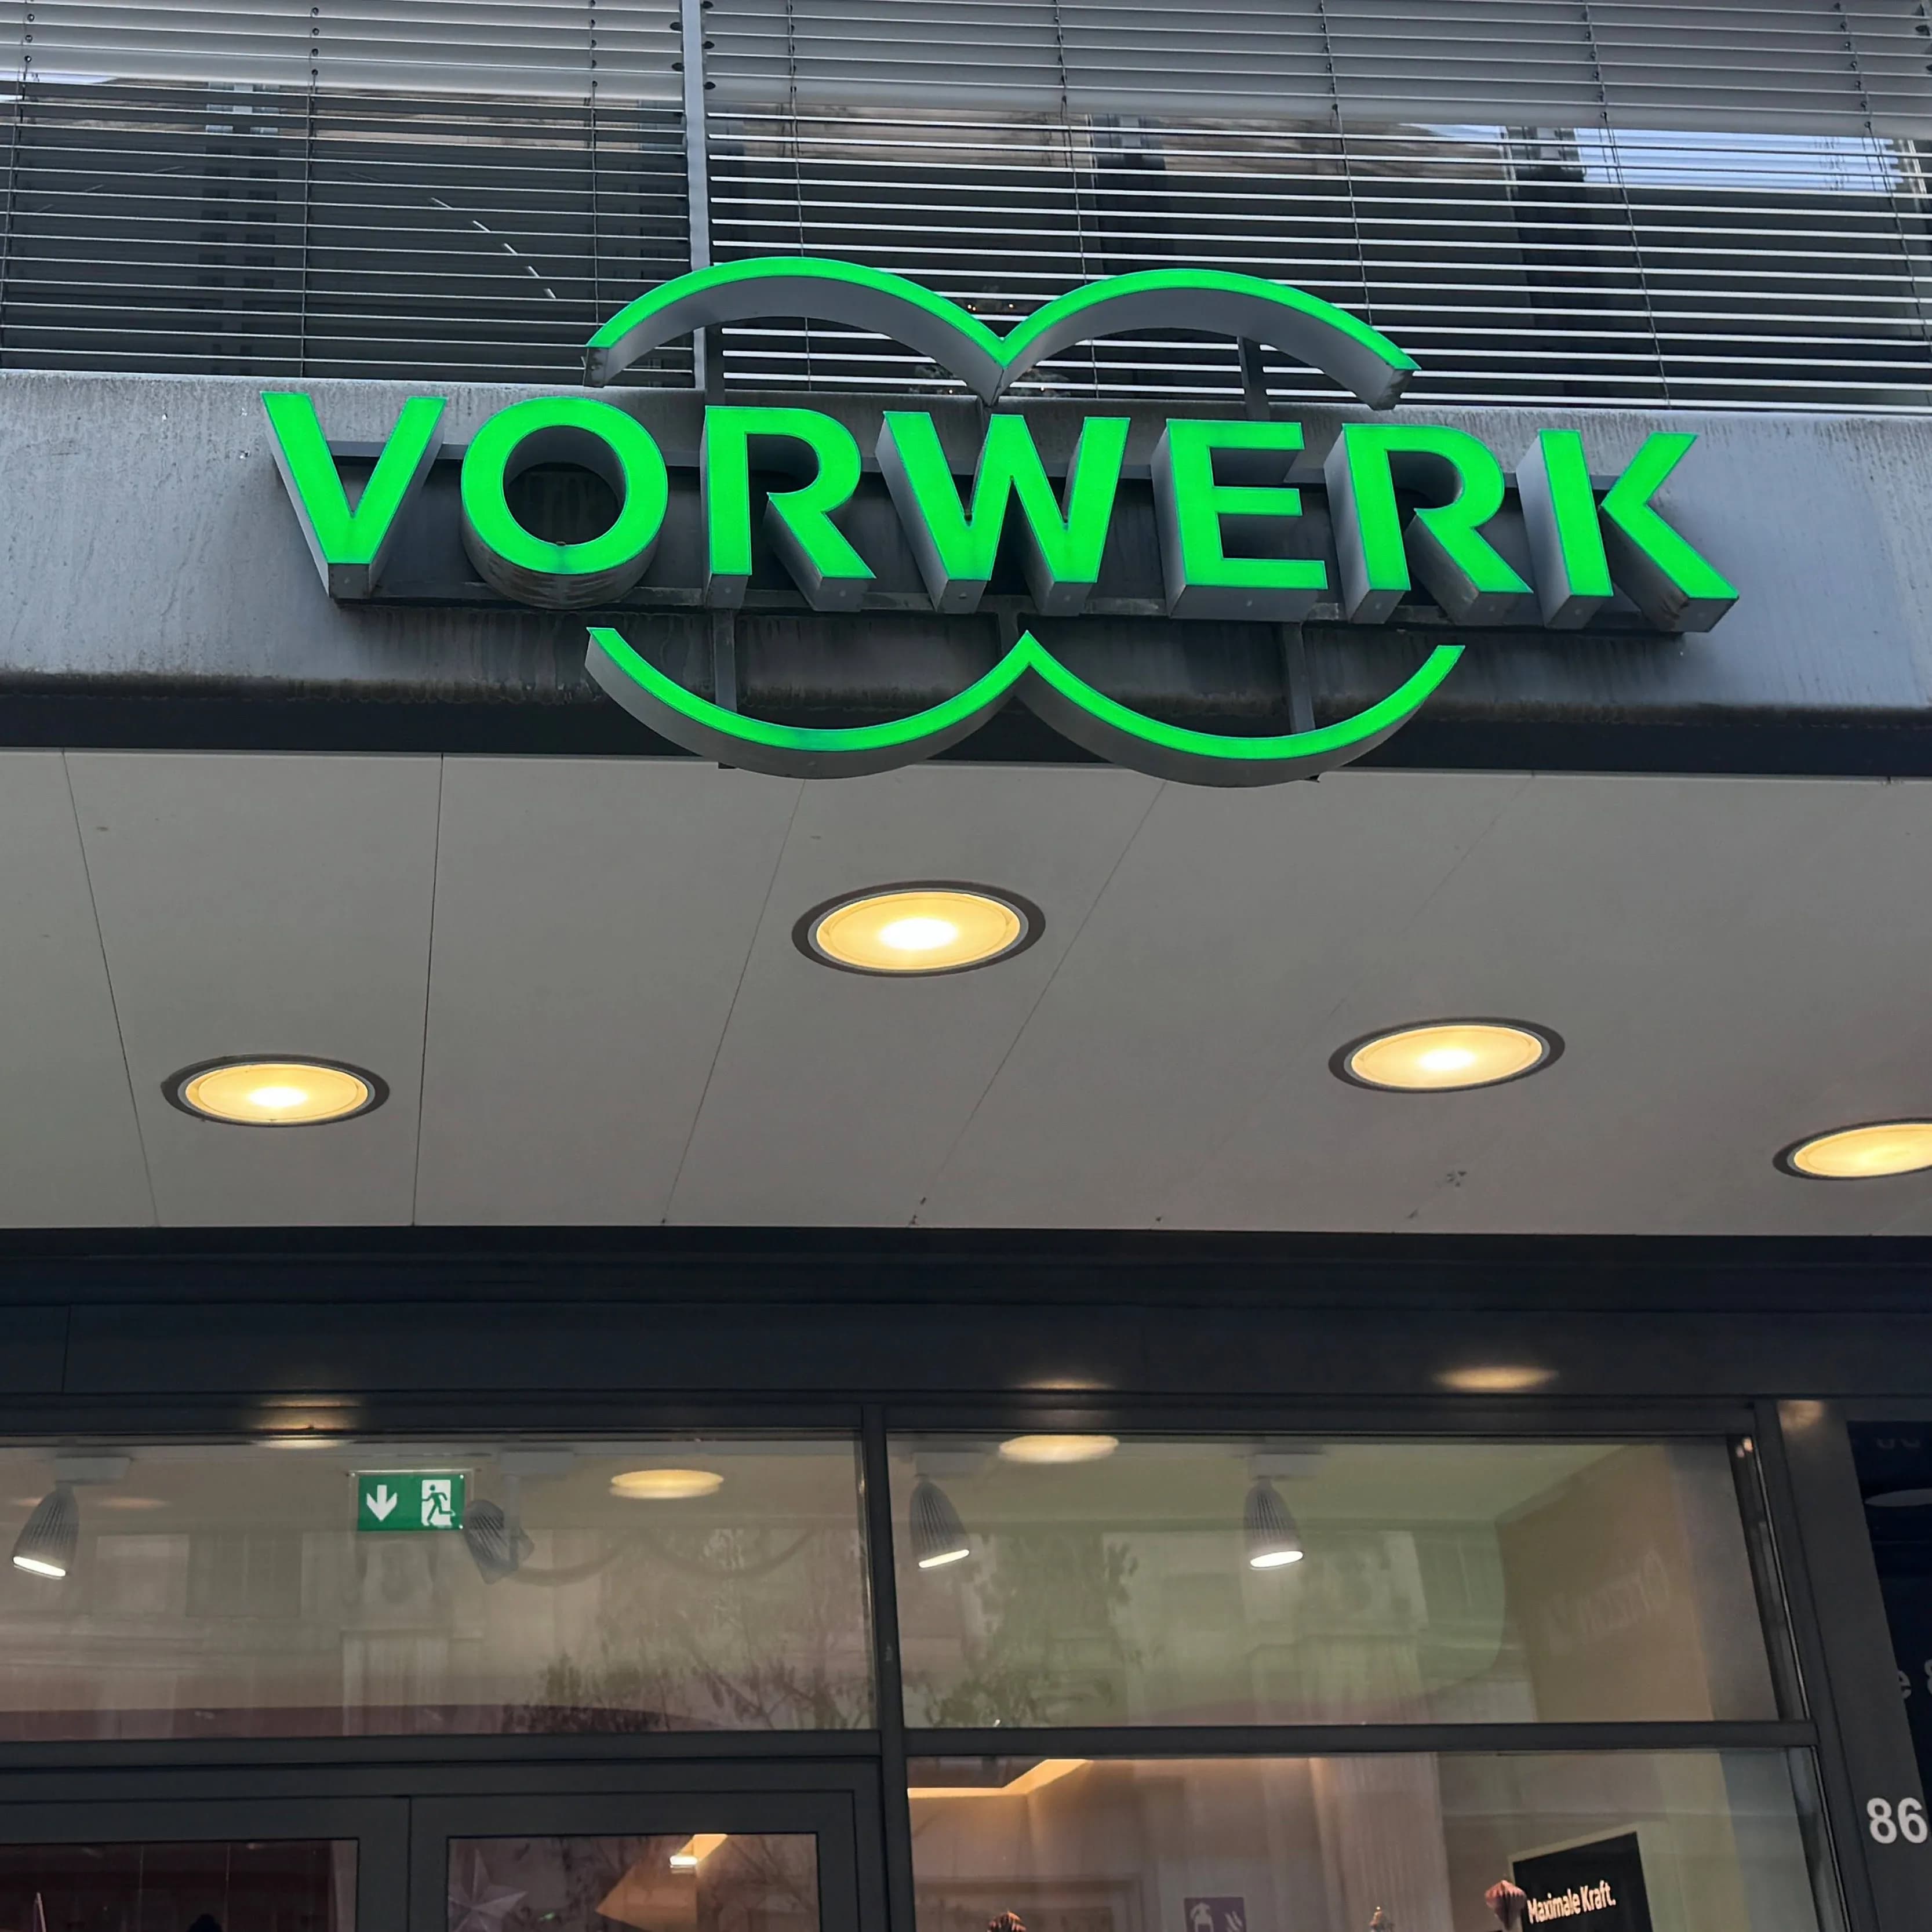 VORWERK
86
Maximale Kraft.